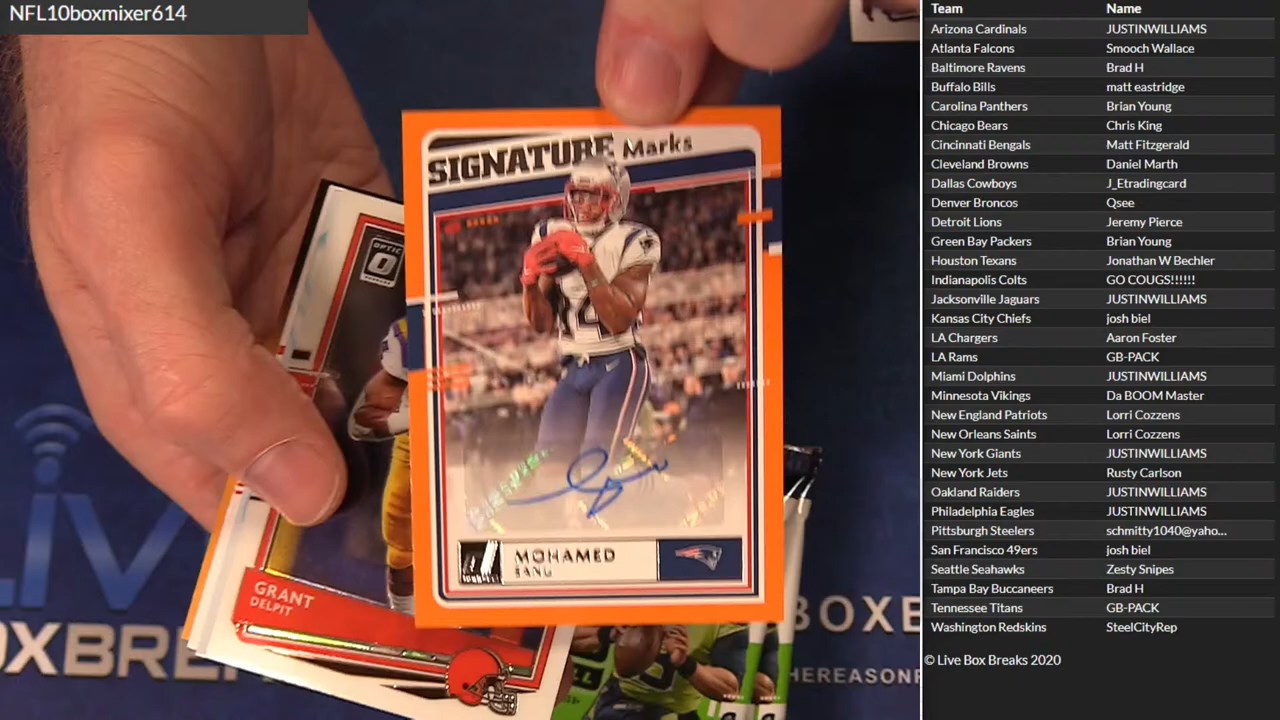 NFL10boxmixer614
SIGNATURE Marks
OPTIC
MOHAMED
SANU
GRANT
DELPIT
LIV
OXBRE
BOXB
HEREASON
Team Name
Arizona Cardinals JUSTINWILLIAMS
Atlanta Falcons Smooch Wallace
Baltimore Ravens Brad H
Buffalo Bills matt eastridge
Carolina Panthers Brian Young
Chicago Bears Chris King
Cincinnati Bengals Matt Fitzgerald
Cleveland Browns Daniel Marth
Dallas Cowboys J_Etradingcard
Denver Broncos Qsee
Detroit Lions Jeremy Pierce
Green Bay Packers Brian Young
Houston Texans Jonathan W Bechler
Indianapolis Colts GO COUGS!!!!!!
Jacksonville Jaguars JUSTINWILLIAMS
Kansas City Chiefs josh biel
LA Chargers Aaron Foster
LA Rams GB-PACK
Miami Dolphins JUSTINWILLIAMS
Minnesota Vikings Da BOOM Master
New England Patriots Lorri Cozzens
New Orleans Saints Lorri Cozzens
New York Giants JUSTINWILLIAMS
New York Jets Rusty Carlson
Oakland Raiders JUSTINWILLIAMS
Philadelphia Eagles JUSTINWILLIAMS
Pittsburgh Steelers schmitty1040@yaho...
San Francisco 49ers josh biel
Seattle Seahawks Zesty Snipes
Tampa Bay Buccaneers Brad H
Tennessee Titans GB-PACK
Washington Redskins SteelCityRep
© Live Box Breaks 2020